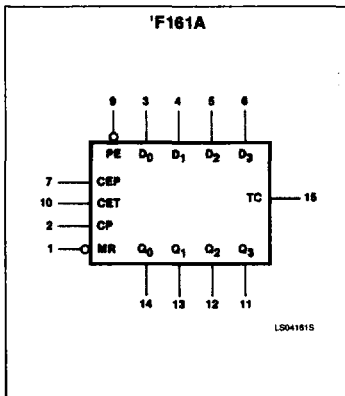 'F161A
9 3 4 5 6
PE D0 D1 D2 D3
7 CEP
10 CET
TC 15
2 CP
1 MR Q0 Q1 Q2 Q3
14 13 12 11
LS04161S